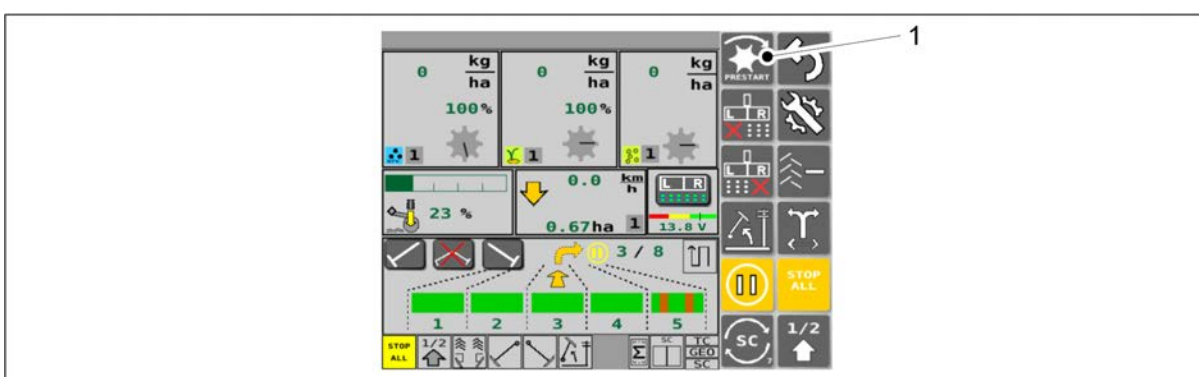 1
0 kg/ha 0 kg/ha 0 kg/ha
100% 100%
1 1 1
PRESTART
L R
L R
0.0 km/h
L R
23 %
0.67ha 1 13.8 V
3 / 8
STOP ALL
1 2 3 4 5
SC 7
1/2
STOP ALL
1/2
SC
Σ
TC
GEO
SC